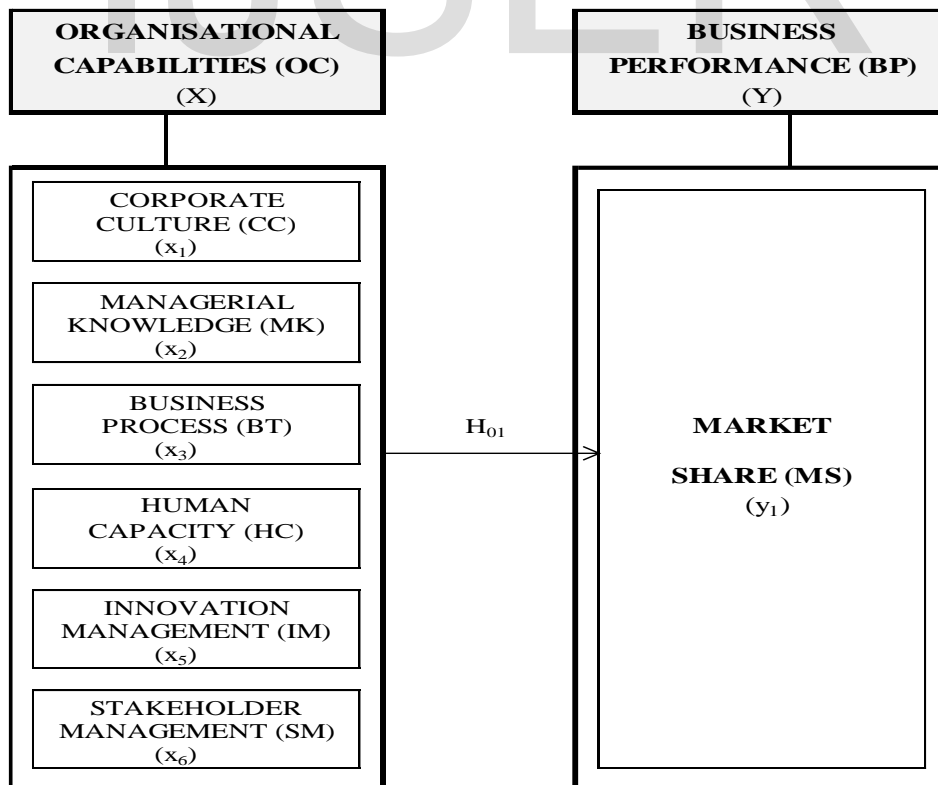 ORGANISATIONAL
CAPABILITIES (OC)
(X)
CORPORATE
CULTURE (CC)
(x₁)
MANAGERIAL
KNOWLEDGE (MK)
(x₂)
BUSINESS
PROCESS (BT)
(x₃)
HUMAN
CAPACITY (HC)
(x₄)
INNOVATION
MANAGEMENT (IM)
(x₅)
STAKEHOLDER
MANAGEMENT (SM)
(x₆)
H₀₁
BUSINESS
PERFORMANCE (BP)
(Y)
MARKET
SHARE (MS)
(y₁)